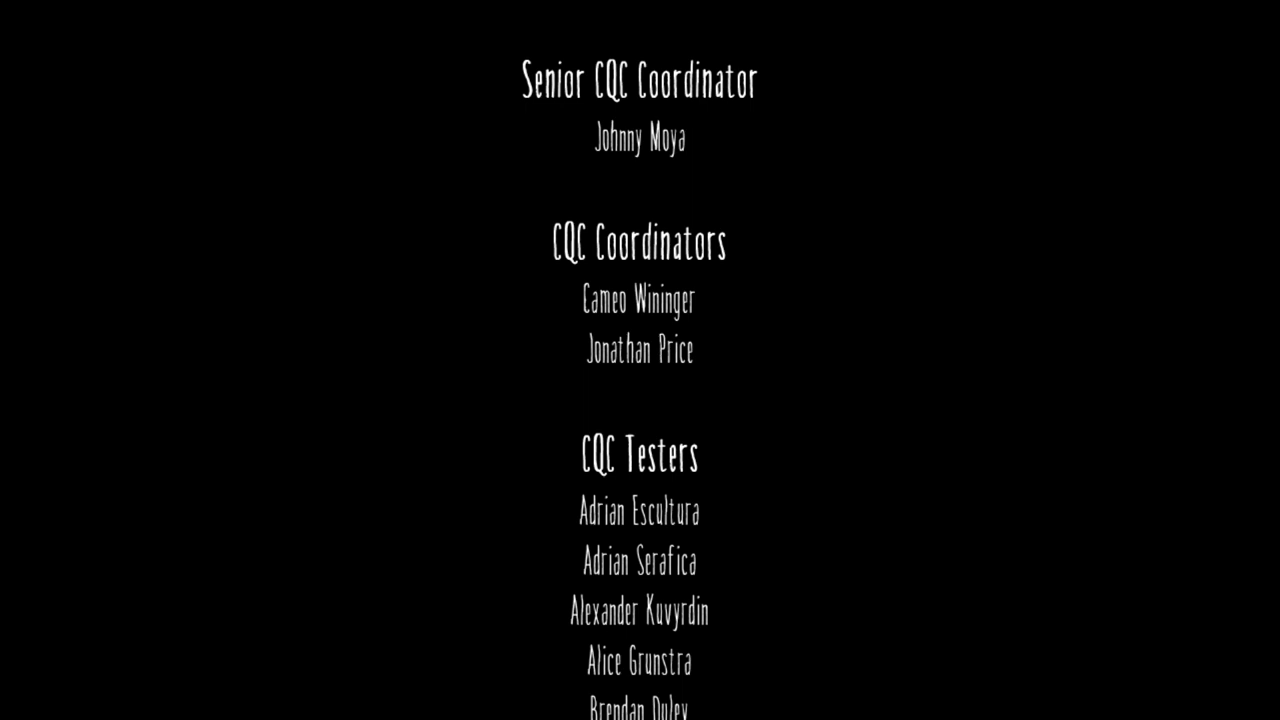 Senior CQC Coordinator
Johnny Moya
CQC Coordinators
Cameo Wininger
Jonathan Price
CQC Testers
Adrian Escultura
Adrian Serafica
Alexander Kuvyrdin
Alice Grunstra
Brendan Duley